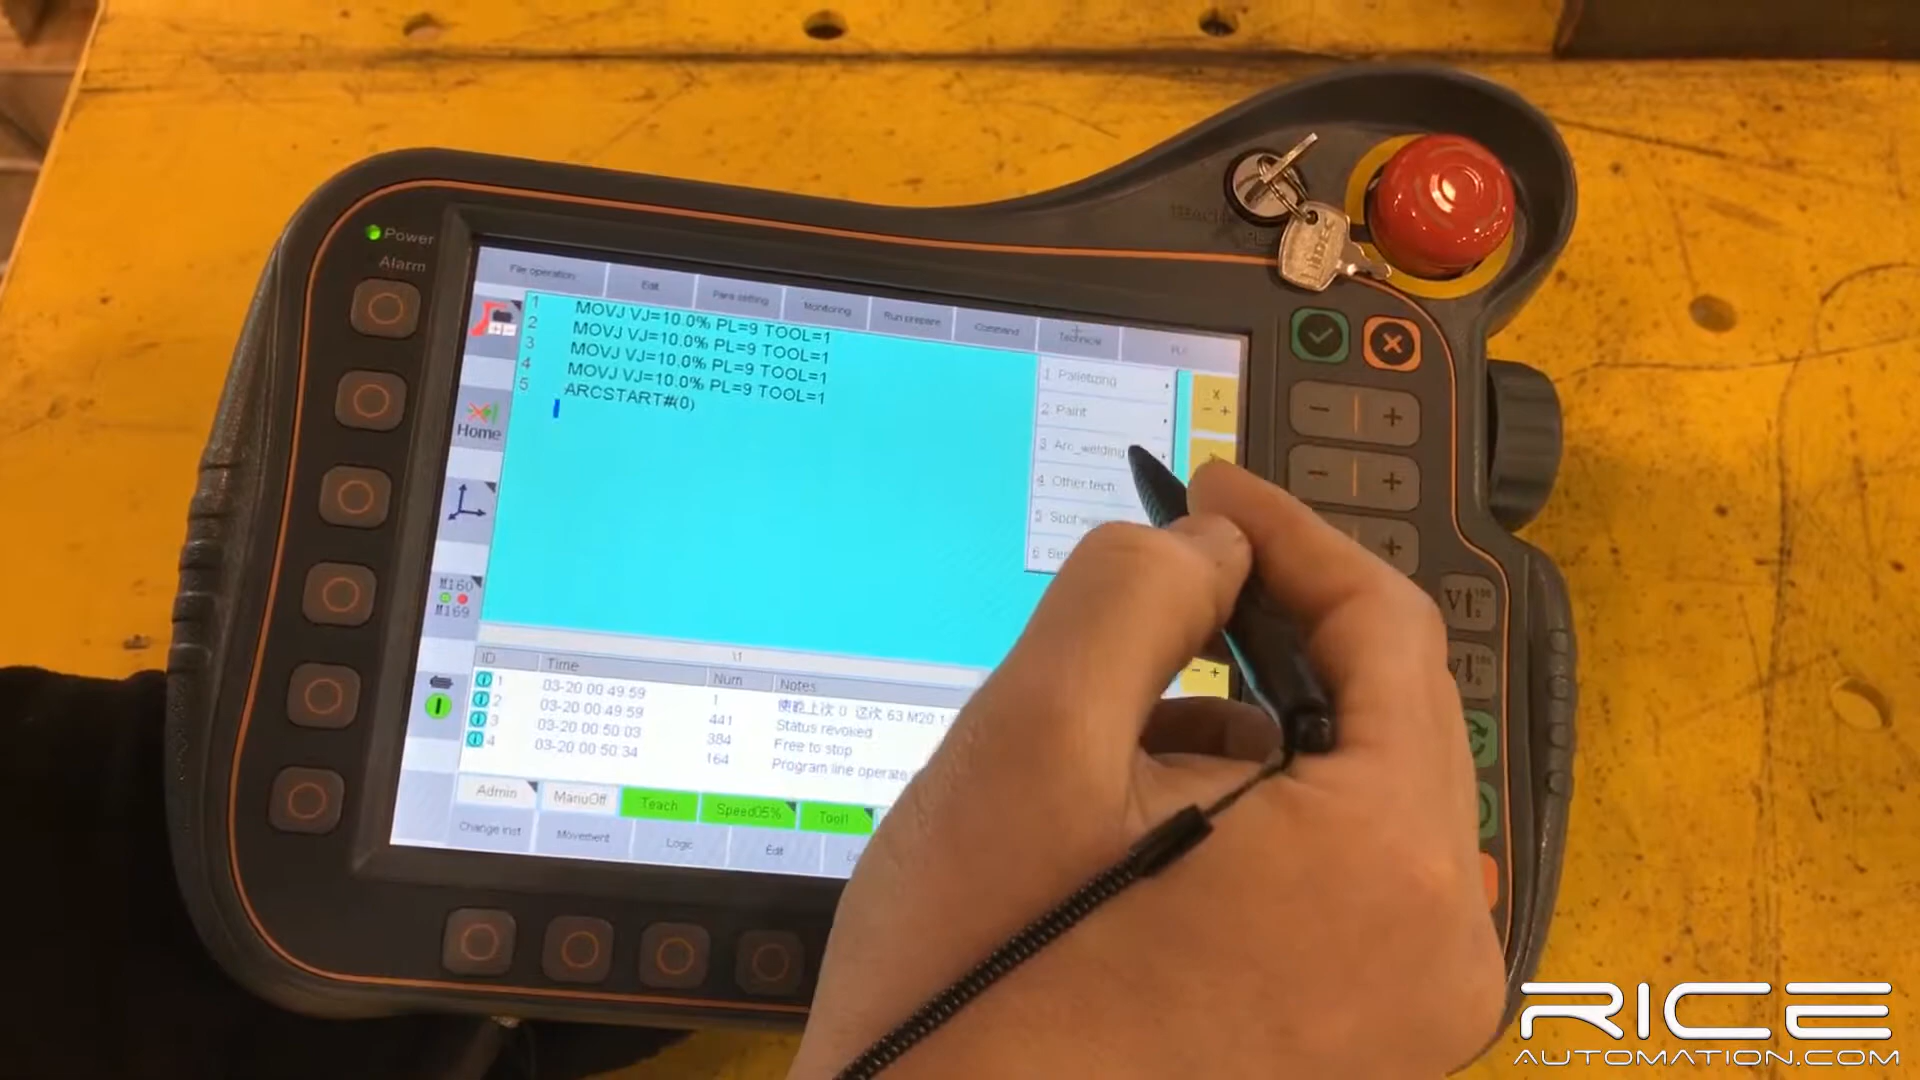 Power
Alarm
File operation
Edit
Para setting
Monitoring
Run prepare
Command
Technical
1 MOVJ VJ=10.0% PL=9 TOOL=1
2 MOVJ VJ=10.0% PL=9 TOOL=1
3 MOVJ VJ=10.0% PL=9 TOOL=1
4 MOVJ VJ=10.0% PL=9 TOOL=1
5 ARCSTART#(0)
1 Palletizing
2 Paint
3 Arc_welding
4 Other tech.
5 Spot
6
X
- +
Home
M160
M169
ID Time Num Notes
1 03-20 00 49:59 1 0 63 M20 1
2 03-20 00 49:59 441 Status revoked
3 03-20 00 50 03 384 Free to stop
4 03-20 00 50 34 164 Program line operate
Admin
ManuOff
Teach
Speed05%
Tool1
Change inst
Movement
Logic
Edit
- +
- +
- +
V
V
RICE
AUTOMATION.COM